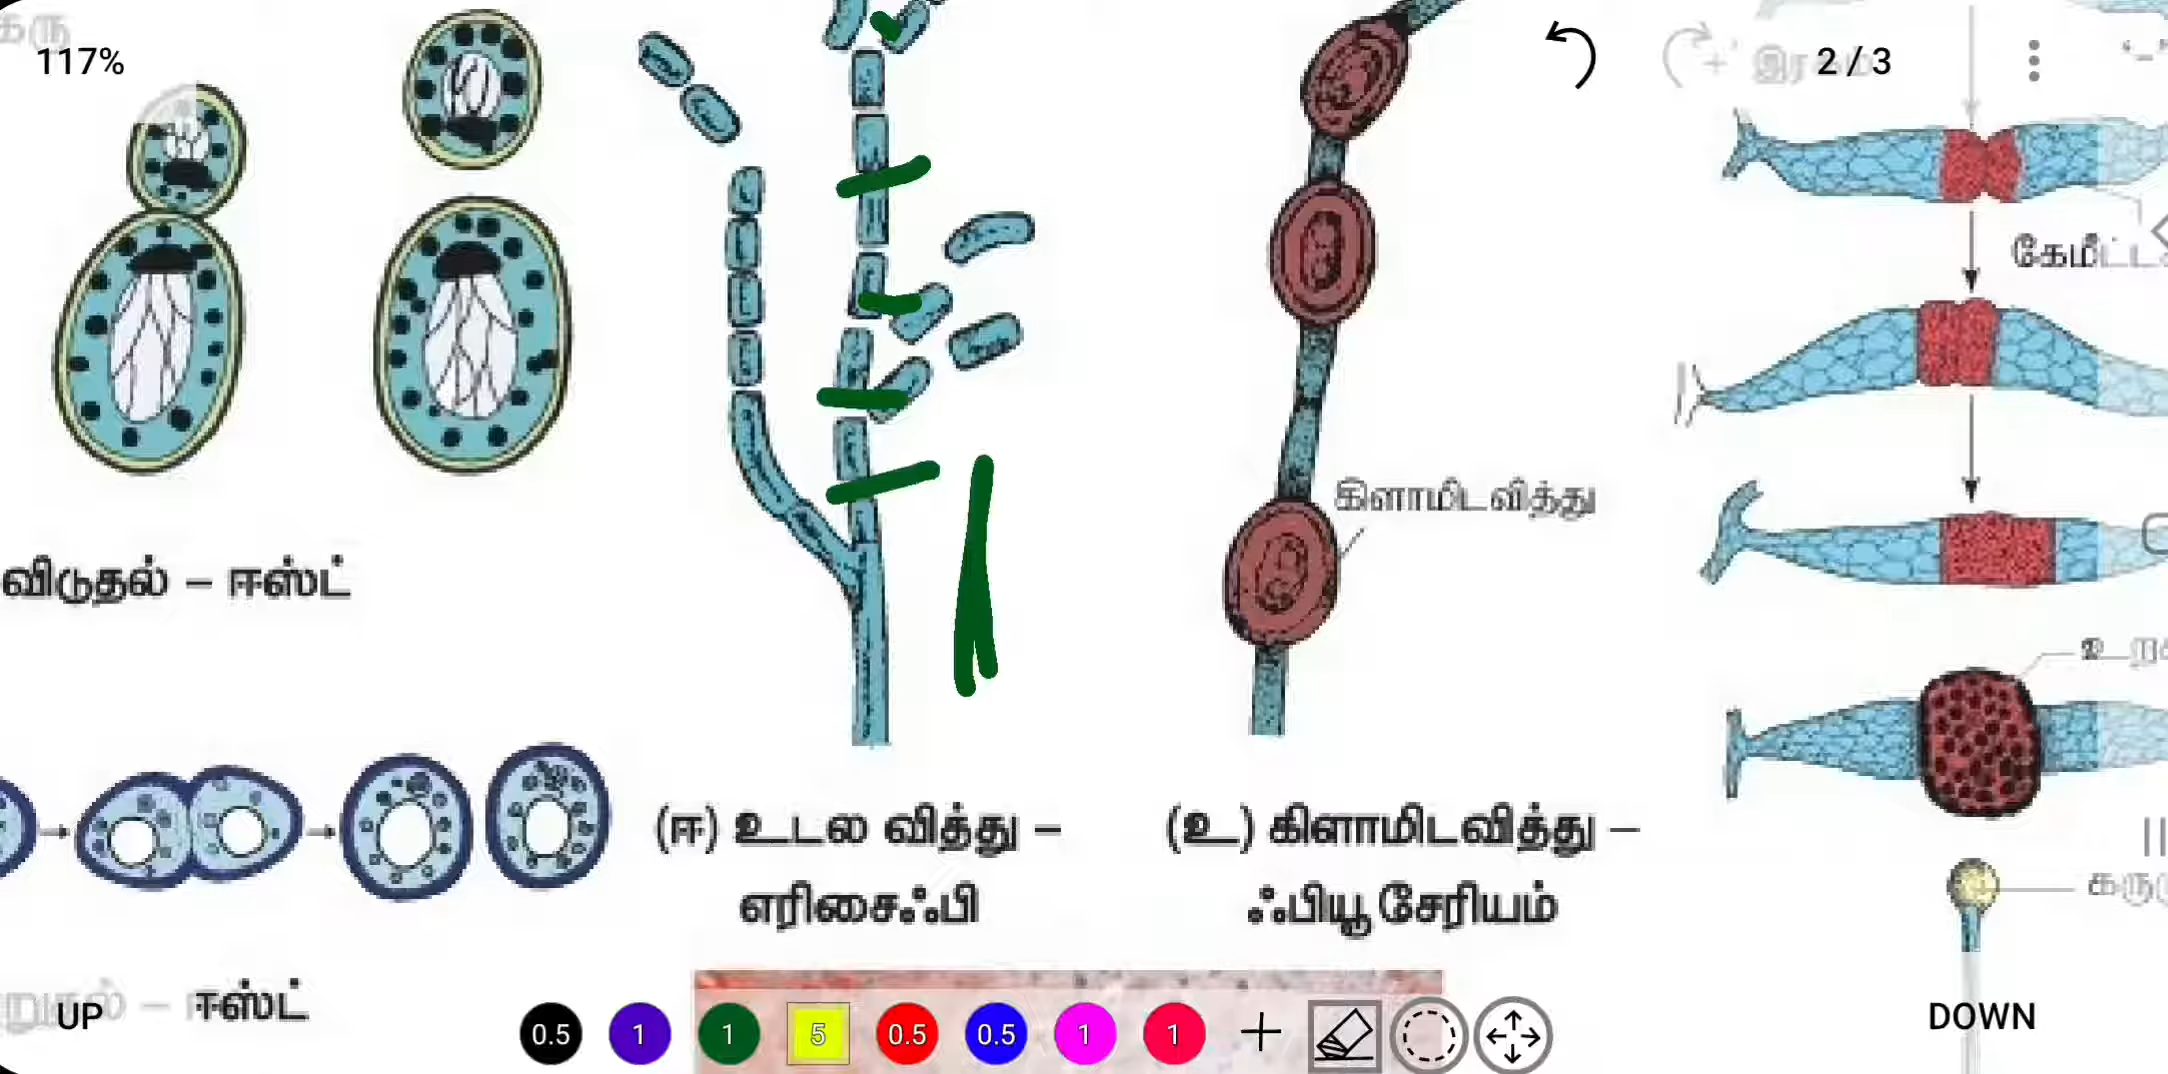 117%
2 / 3
கேமீட்ட
கிளாமிடவித்து
விடுதல் – ஈஸ்ட்
(ஈ) உடல வித்து –
எரிசைஃபி
(உ) கிளாமிடவித்து –
ஃபியூசேரியம்
கரு
ஈஸ்ட்
UP
DOWN
0.5
1
1
5
0.5
0.5
1
1